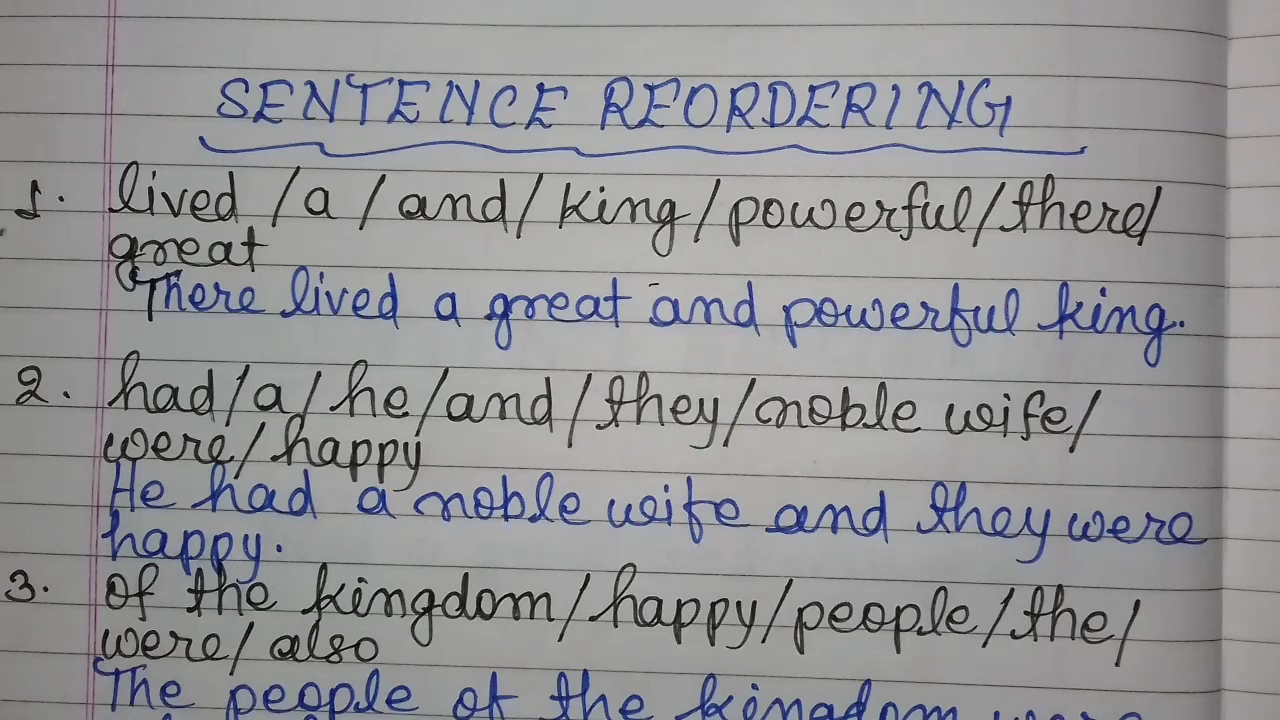 SENTENCE REORDERING
1. lived /a/ and/ king/powerful/there/
great
There lived a great and powerful king.
2. had/a/he/and/they/noble wife/
were/happy
He had a noble wife and they were
happy.
3. of the kingdom/happy/people/the/
were/also
The people of the kingdom were